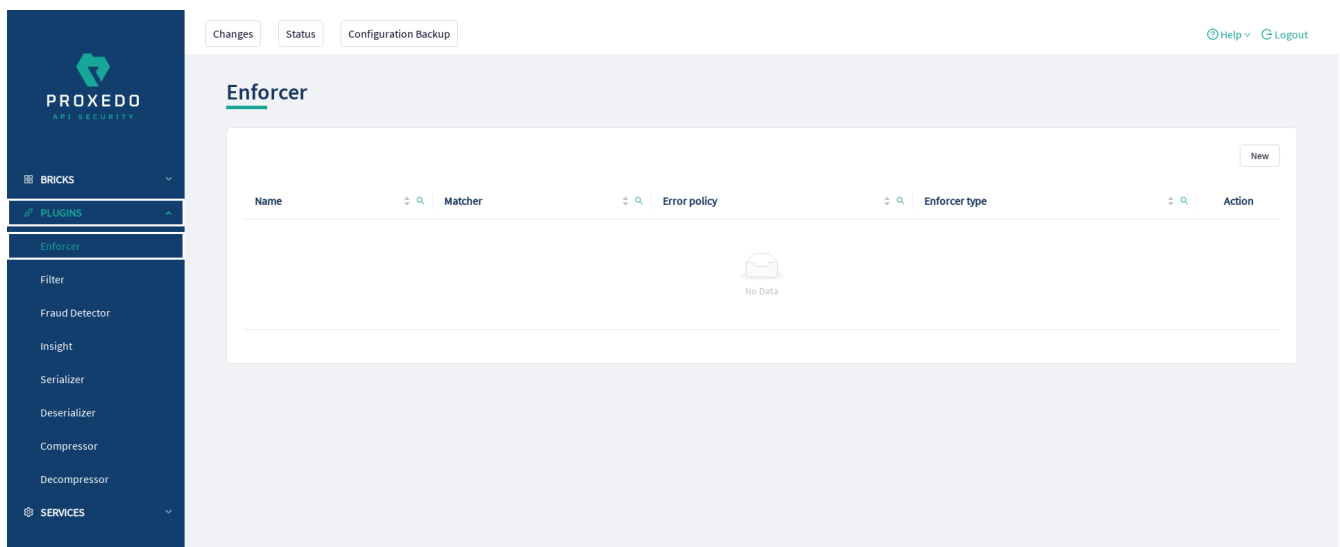 Changes Status Configuration Backup Help Logout
PROXEDO
API SECURITY
BRICKS
PLUGINS
Enforcer
Filter
Fraud Detector
Insight
Serializer
Deserializer
Compressor
Decompressor
SERVICES
Enforcer
New
Name Matcher Error policy Enforcer type Action
No Data